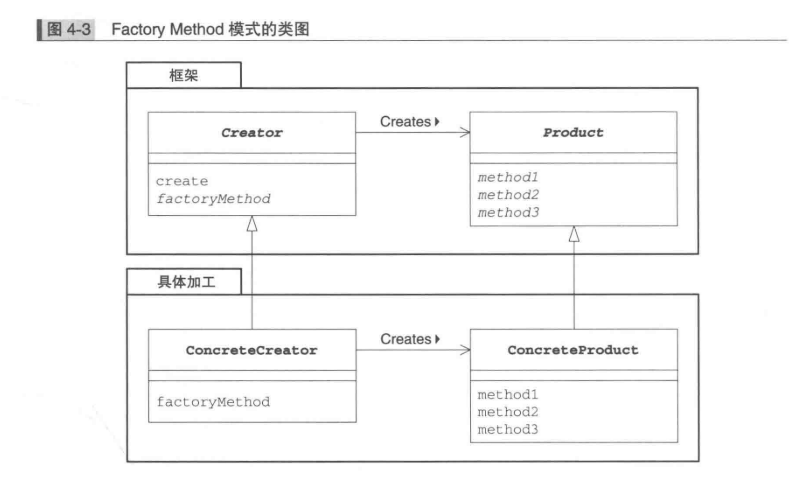 图 4-3 Factory Method 模式的类图
框架
Creator
Creates
Product
create
factoryMethod
method1
method2
method3
具体加工
ConcreteCreator
Creates
ConcreteProduct
factoryMethod
method1
method2
method3